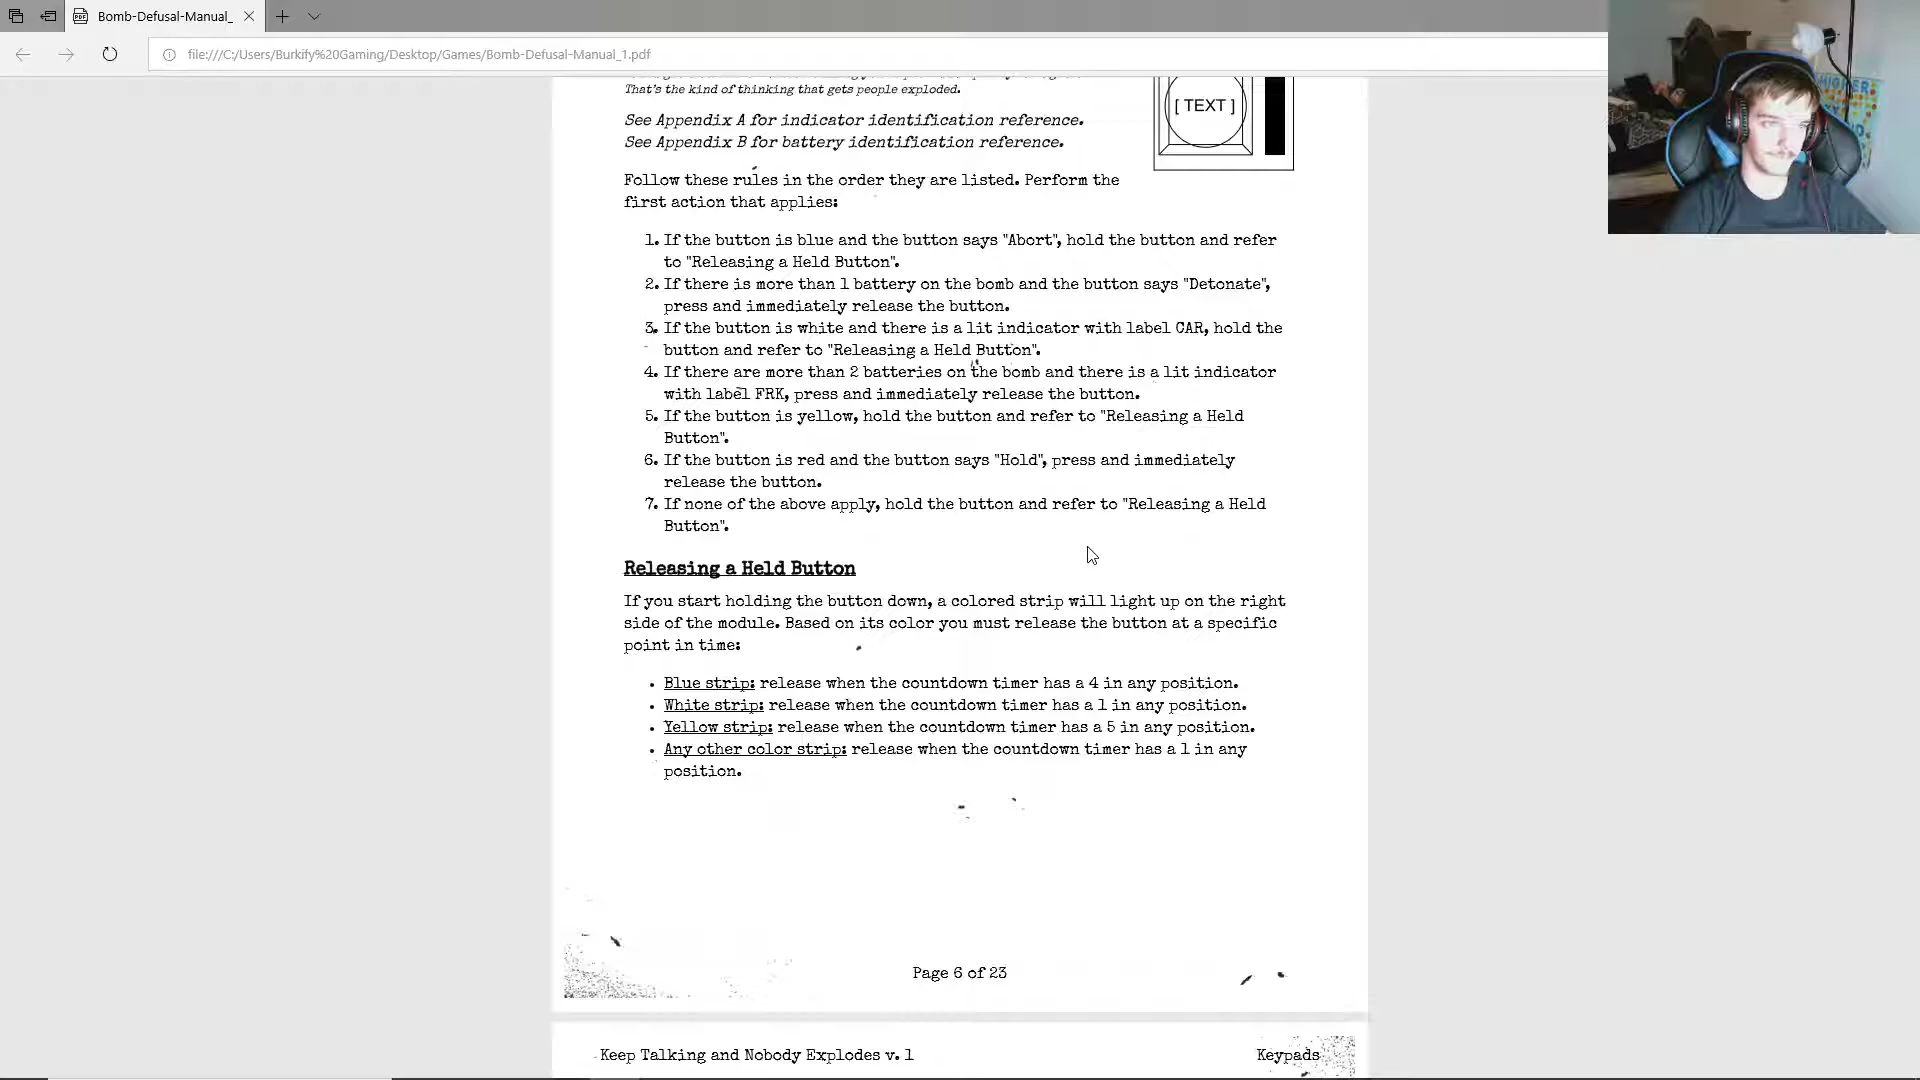 Bomb-Defusal-Manual_
file:///C:/Users/Burkify%20Gaming/Desktop/Games/Bomb-Defusal-Manual_1.pdf
That's the kind of thinking that gets people exploded.
[ TEXT ]
See Appendix A for indicator identification reference.
See Appendix B for battery identification reference.
Follow these rules in the order they are listed. Perform the
first action that applies:
1. If the button is blue and the button says "Abort", hold the button and refer
to "Releasing a Held Button".
2. If there is more than 1 battery on the bomb and the button says "Detonate",
press and immediately release the button.
3. If the button is white and there is a lit indicator with label CAR, hold the
button and refer to "Releasing a Held Button".
4. If there are more than 2 batteries on the bomb and there is a lit indicator
with label FRK, press and immediately release the button.
5. If the button is yellow, hold the button and refer to "Releasing a Held
Button".
6. If the button is red and the button says "Hold", press and immediately
release the button.
7. If none of the above apply, hold the button and refer to "Releasing a Held
Button".
Releasing a Held Button
If you start holding the button down, a colored strip will light up on the right
side of the module. Based on its color you must release the button at a specific
point in time:
• Blue strip: release when the countdown timer has a 4 in any position.
• White strip: release when the countdown timer has a 1 in any position.
• Yellow strip: release when the countdown timer has a 5 in any position.
• Any other color strip: release when the countdown timer has a 1 in any
position.
Page 6 of 23
Keep Talking and Nobody Explodes v. 1
Keypads